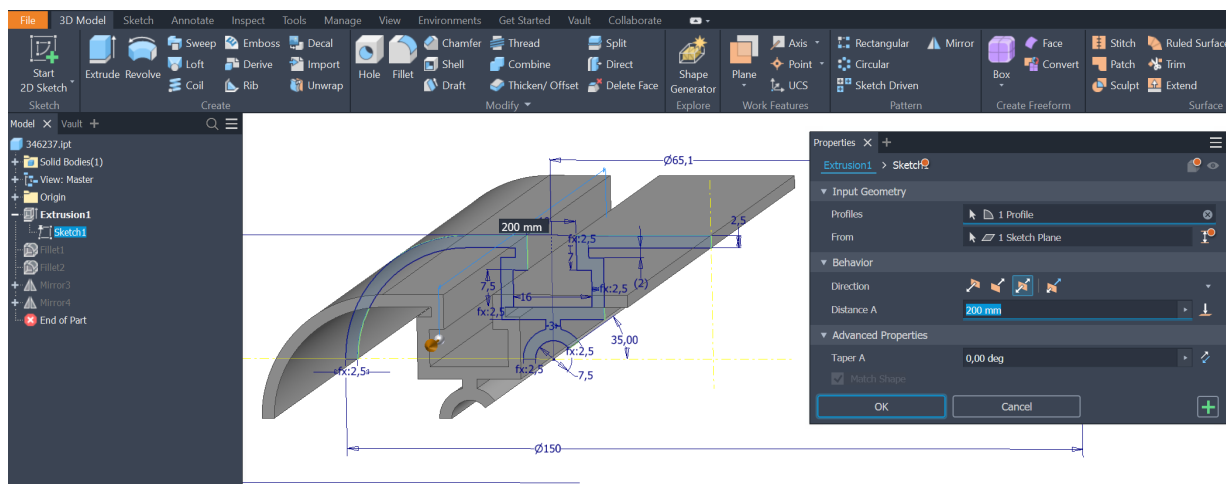 File 3D Model Sketch Annotate Inspect Tools Manage View Environments Get Started Vault Collaborate
Start 2D Sketch
Extrude Revolve
Sweep Emboss Decal
Loft Derive Import
Coil Rib Unwrap
Hole Fillet
Chamfer Thread Split
Shell Combine Direct
Draft Thicken/ Offset Delete Face
Shape Generator
Plane
Axis
Point
UCS
Rectangular Mirror
Circular
Sketch Driven
Box
Face
Convert
Stitch Ruled Surface
Patch Trim
Sculpt Extend
Sketch Create Modify Explore Work Features Pattern Create Freeform Surface
Model Vault
346237.ipt
Solid Bodies(1)
View: Master
Origin
Extrusion1
Sketch1
Fillet1
Fillet2
Mirror3
Mirror4
End of Part
Ø65,1
200 mm
2,5
fx:2,5
7
7,5
(2)
16
fx:2,5
fx:2,5
3
35,00
fx:2,5
fx:2,5
fx:2,5
7,5
Ø150
Properties
Extrusion1 > Sketch1
Input Geometry
Profiles 1 Profile
From 1 Sketch Plane
Behavior
Direction
Distance A 200 mm
Advanced Properties
Taper A 0,00 deg
Match Shape
OK Cancel